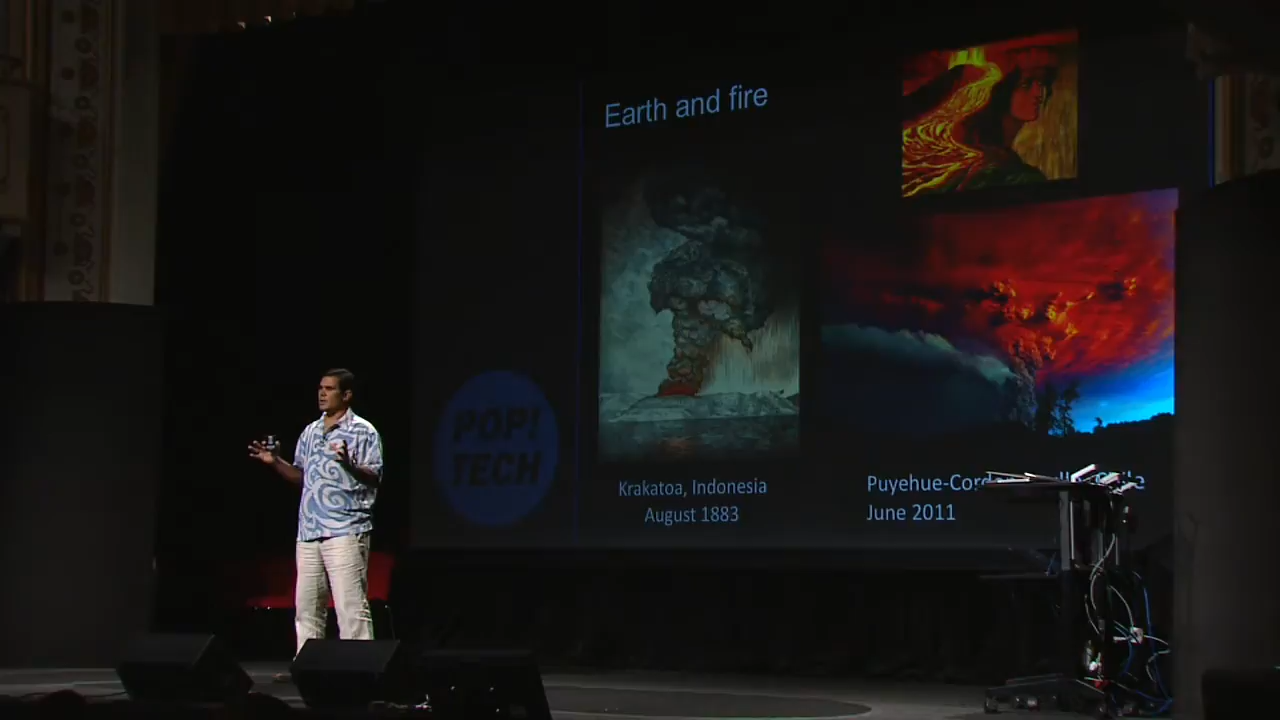 Earth and fire
POP!
TECH
Krakatoa, Indonesia
August 1883
June 2011